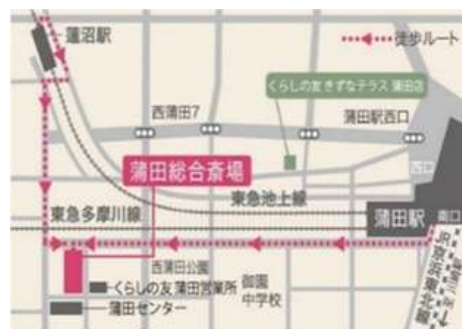 蓮沼駅
徒歩ルート
くらしの友 きずなテラス 蒲田店
西蒲田7
蒲田駅西口
西口
蒲田総合斎場
東急池上線
東急多摩川線
蒲田駅
南口
西蒲田公園
くらしの友 蒲田営業所
蒲田センター
御園
中学校
JR京浜東北線